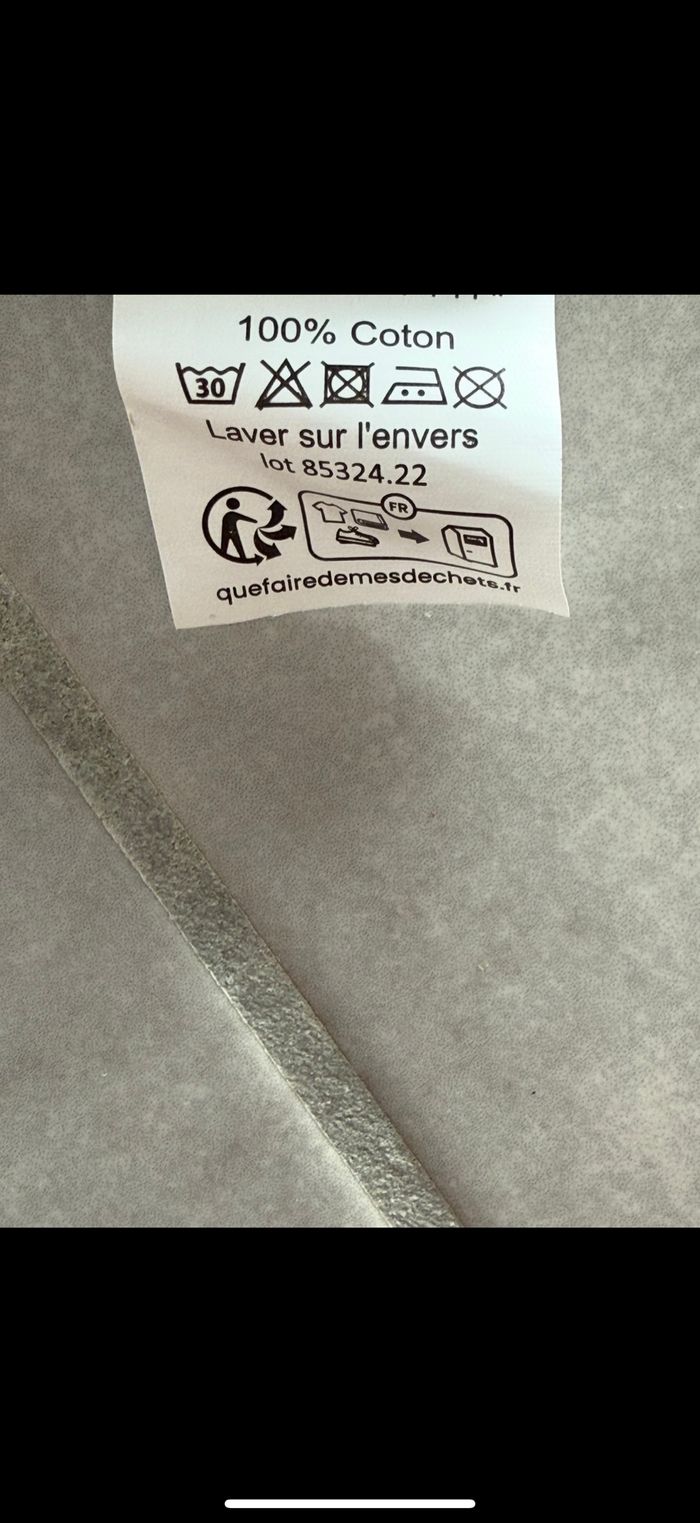 100% Coton
30
Laver sur l'envers
lot 85324.22
FR
quefairedemesdechets.fr